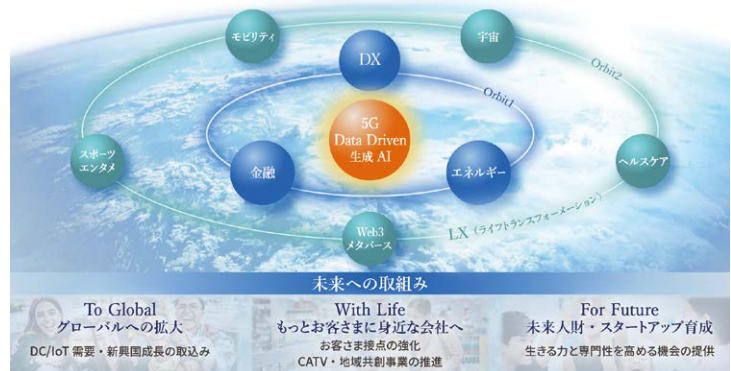 モビリティ
宇宙
DX
Orbit1
Orbit2
5G
Data Driven
生成 AI
スポーツ
エンタメ
金融
エネルギー
ヘルスケア
Web3
メタバース
LX (ライフトランスフォーメーション)
未来への取組み
To Global
グローバルへの拡大
DC/IoT 需要・新興国成長の取込み
With Life
もっとお客さまに身近な会社へ
お客さま接点の強化
CATV・地域共創事業の推進
For Future
未来人財・スタートアップ育成
生きる力と専門性を高める機会の提供